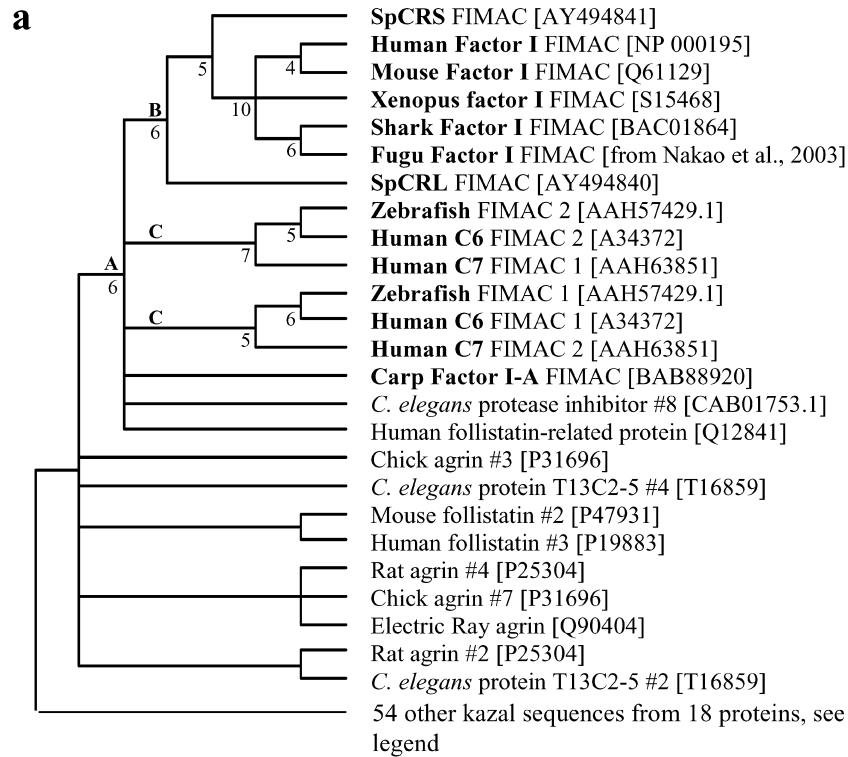 a
SpCRS FIMAC [AY494841]
Human Factor I FIMAC [NP 000195]
4
5
Mouse Factor I FIMAC [Q61129]
Xenopus factor I FIMAC [S15468]
10
B
Shark Factor I FIMAC [BAC01864]
6
6
Fugu Factor I FIMAC [from Nakao et al., 2003]
SpCRL FIMAC [AY494840]
Zebrafish FIMAC 2 [AAH57429.1]
C
5
Human C6 FIMAC 2 [A34372]
7
A
Human C7 FIMAC 1 [AAH63851]
6
Zebrafish FIMAC 1 [AAH57429.1]
C
6
Human C6 FIMAC 1 [A34372]
5
Human C7 FIMAC 2 [AAH63851]
Carp Factor I-A FIMAC [BAB88920]
C. elegans protease inhibitor #8 [CAB01753.1]
Human follistatin-related protein [Q12841]
Chick agrin #3 [P31696]
C. elegans protein T13C2-5 #4 [T16859]
Mouse follistatin #2 [P47931]
Human follistatin #3 [P19883]
Rat agrin #4 [P25304]
Chick agrin #7 [P31696]
Electric Ray agrin [Q90404]
Rat agrin #2 [P25304]
C. elegans protein T13C2-5 #2 [T16859]
54 other kazal sequences from 18 proteins, see
legend